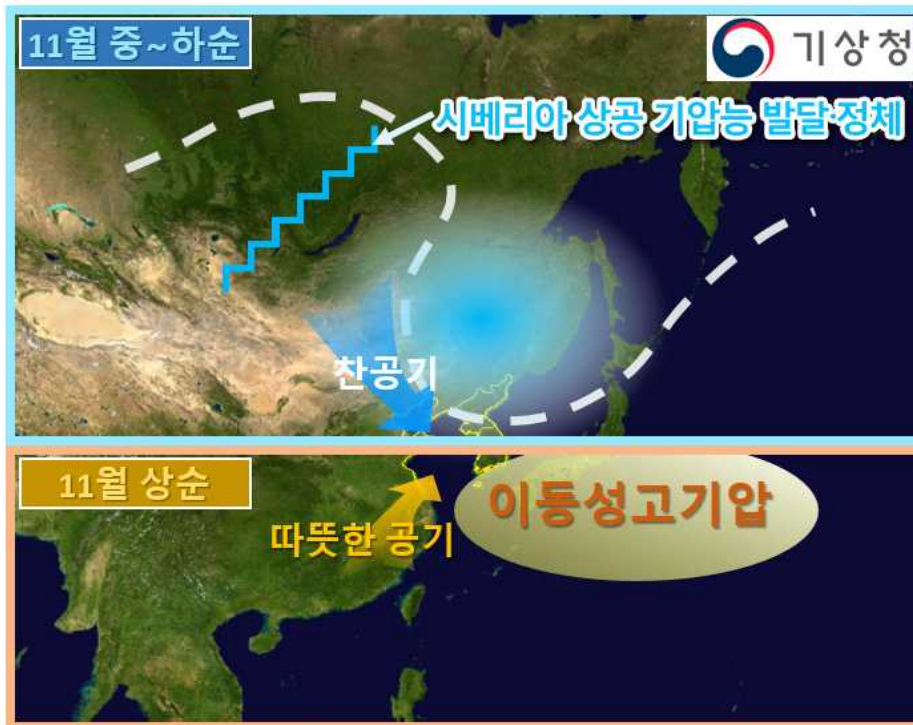 11월 중~하순
기상청
시베리아 상공 기압능 발달·정체
찬공기
11월 상순
이동성고기압
따뜻한 공기